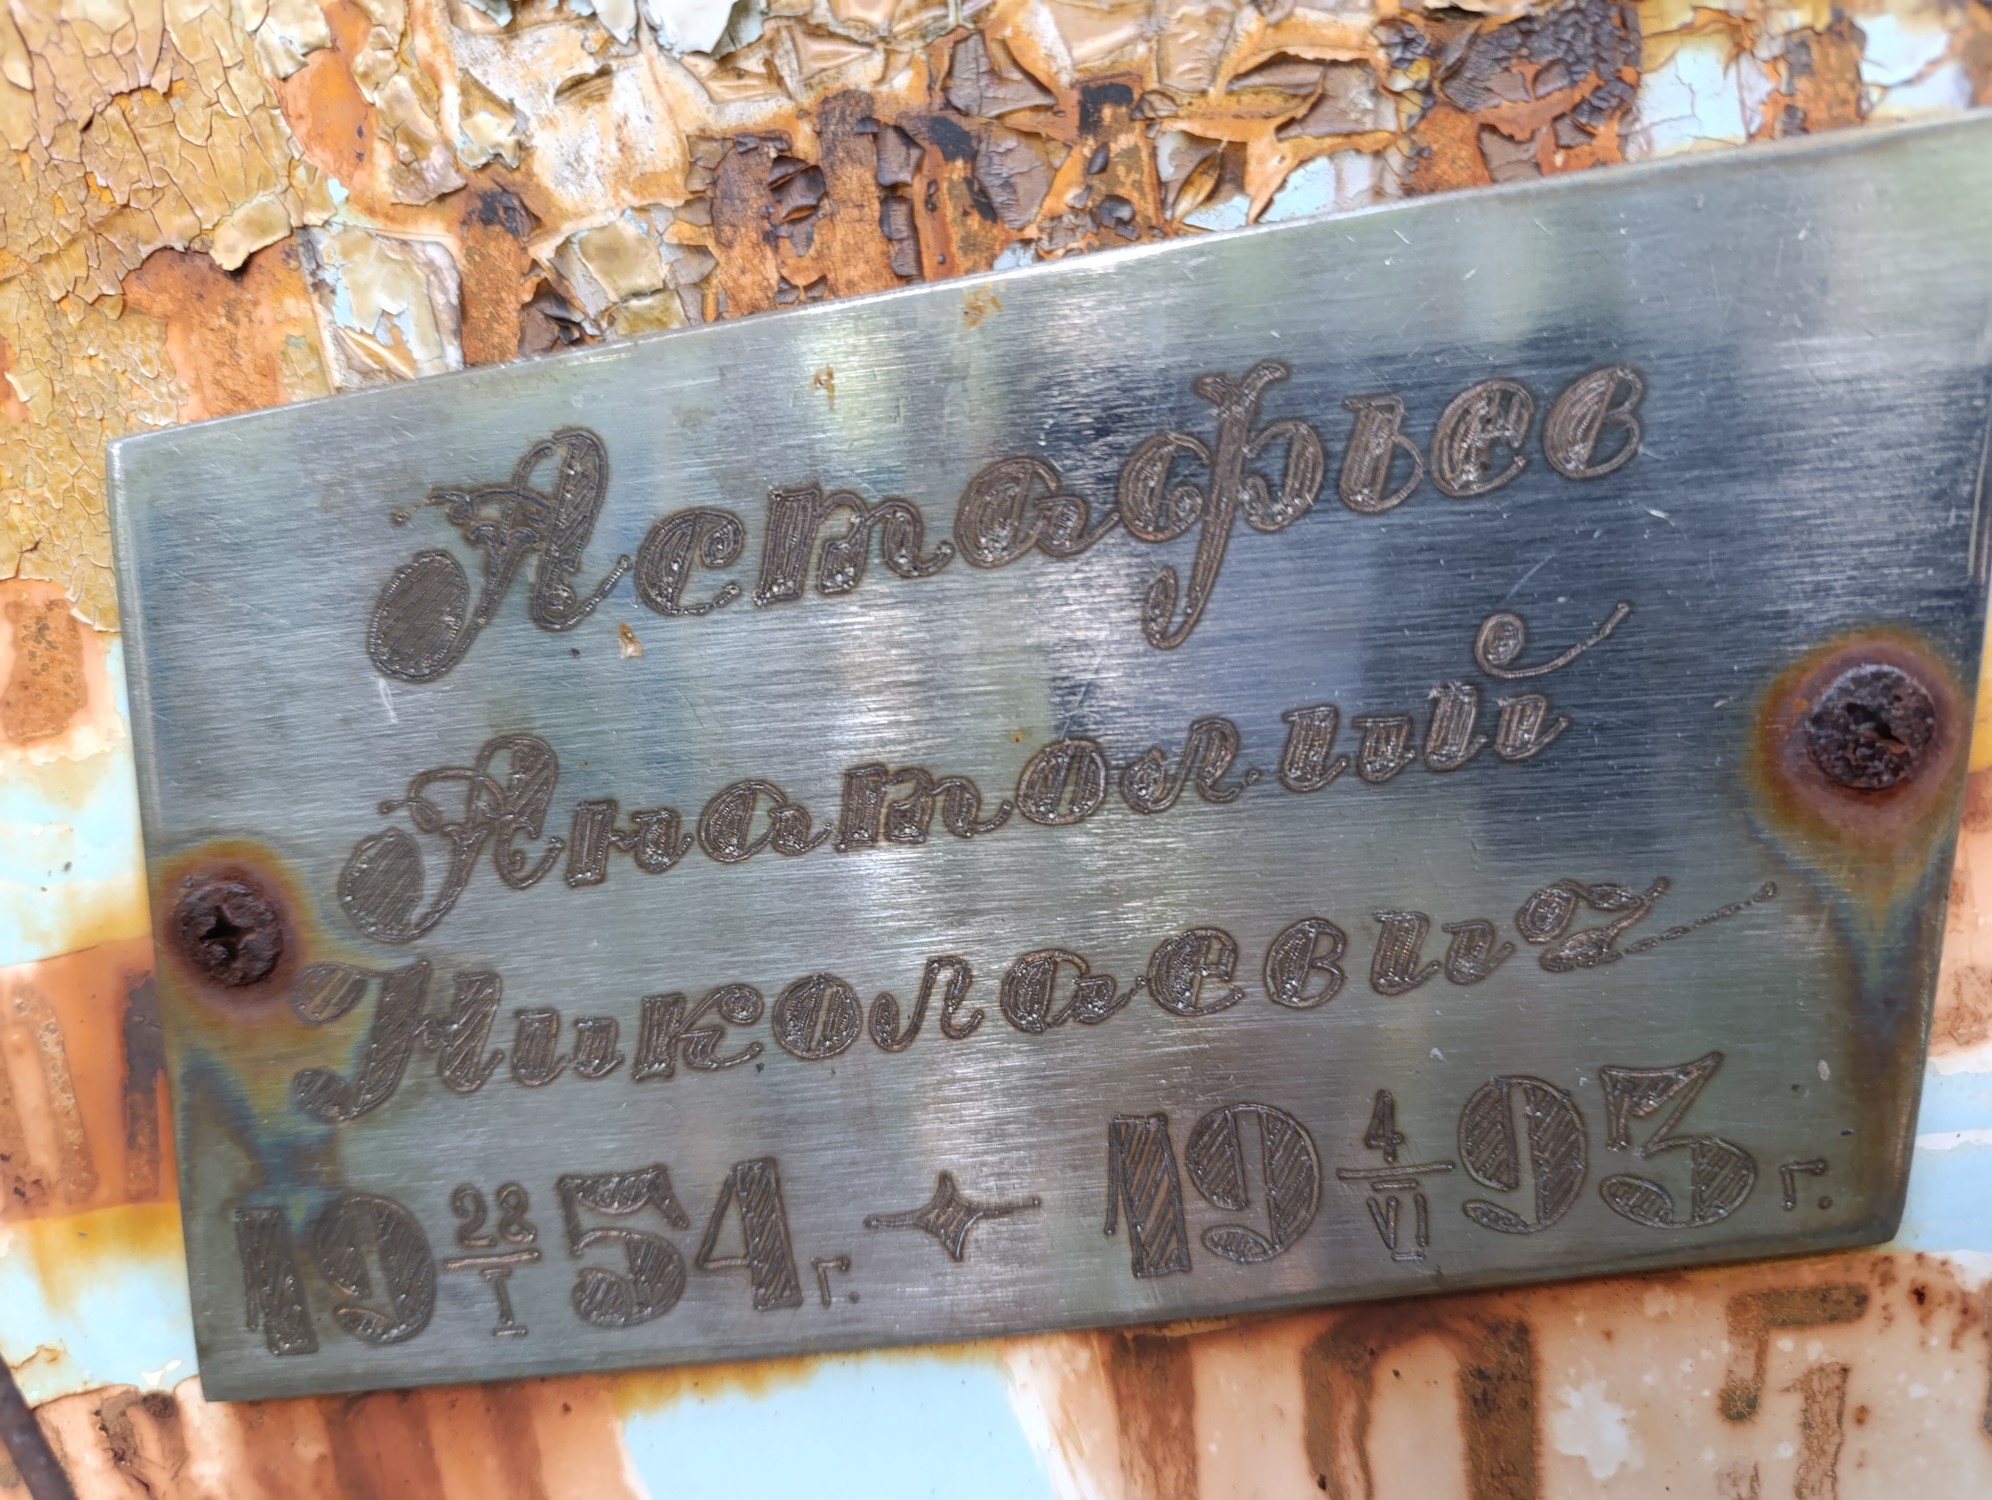 Астафьев
Анатолий
Николаевич
19 28/I 54 г. 19 4/VI 93 г.